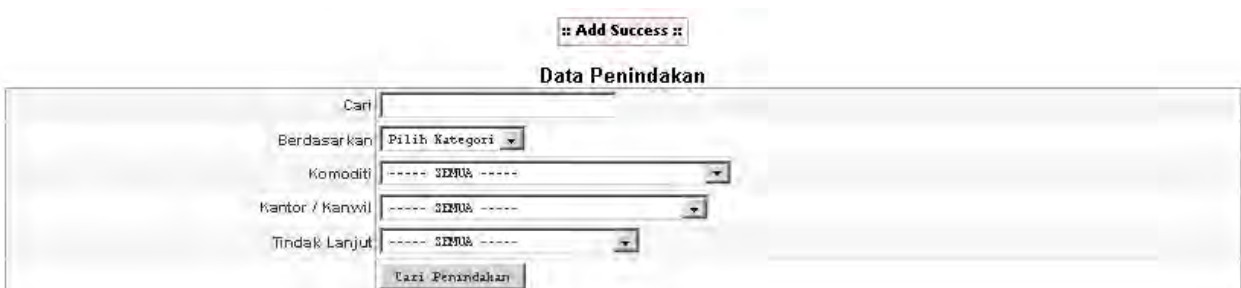 :: Add Success ::
Data Penindakan
Cari
Berdasarkan Pilih Kategori
Komoditi ----- SEMUA -----
Kantor / Kanwil ----- SEMUA -----
Tindak Lanjut ----- SEMUA -----
Cari Penindakan